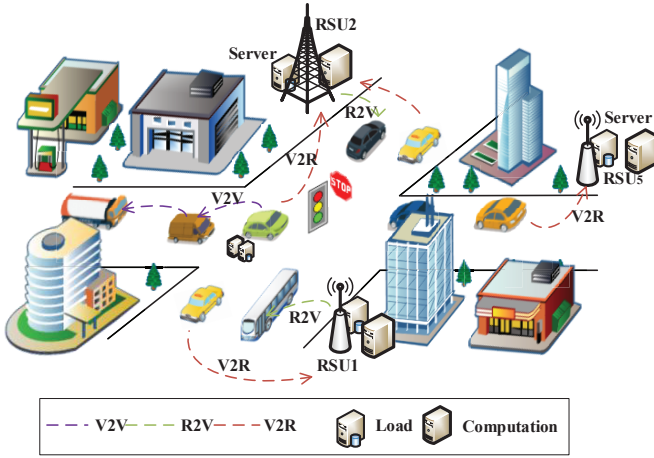 RSU2
Server
R2V
Server
V2R
STOP
RSU5
V2V
V2R
R2V
V2R
RSU1
V2V
R2V
V2R
Load
Computation